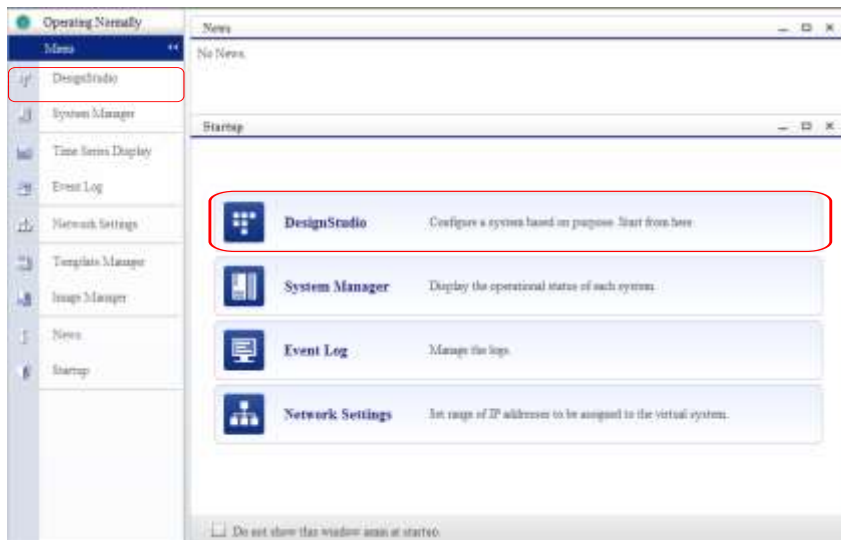 Operating Normally
Menu
DesignStudio
System Manager
Time Series Display
Event Log
Network Settings
Template Manager
Image Manager
News
Startup
News
No News.
Startup
DesignStudio Configure a system based on purpose. Start from here
System Manager Display the operational status of each system.
Event Log Manage the logs.
Network Settings Set range of IP addresses to be assigned to the virtual system.
Do not show this window again at startup.